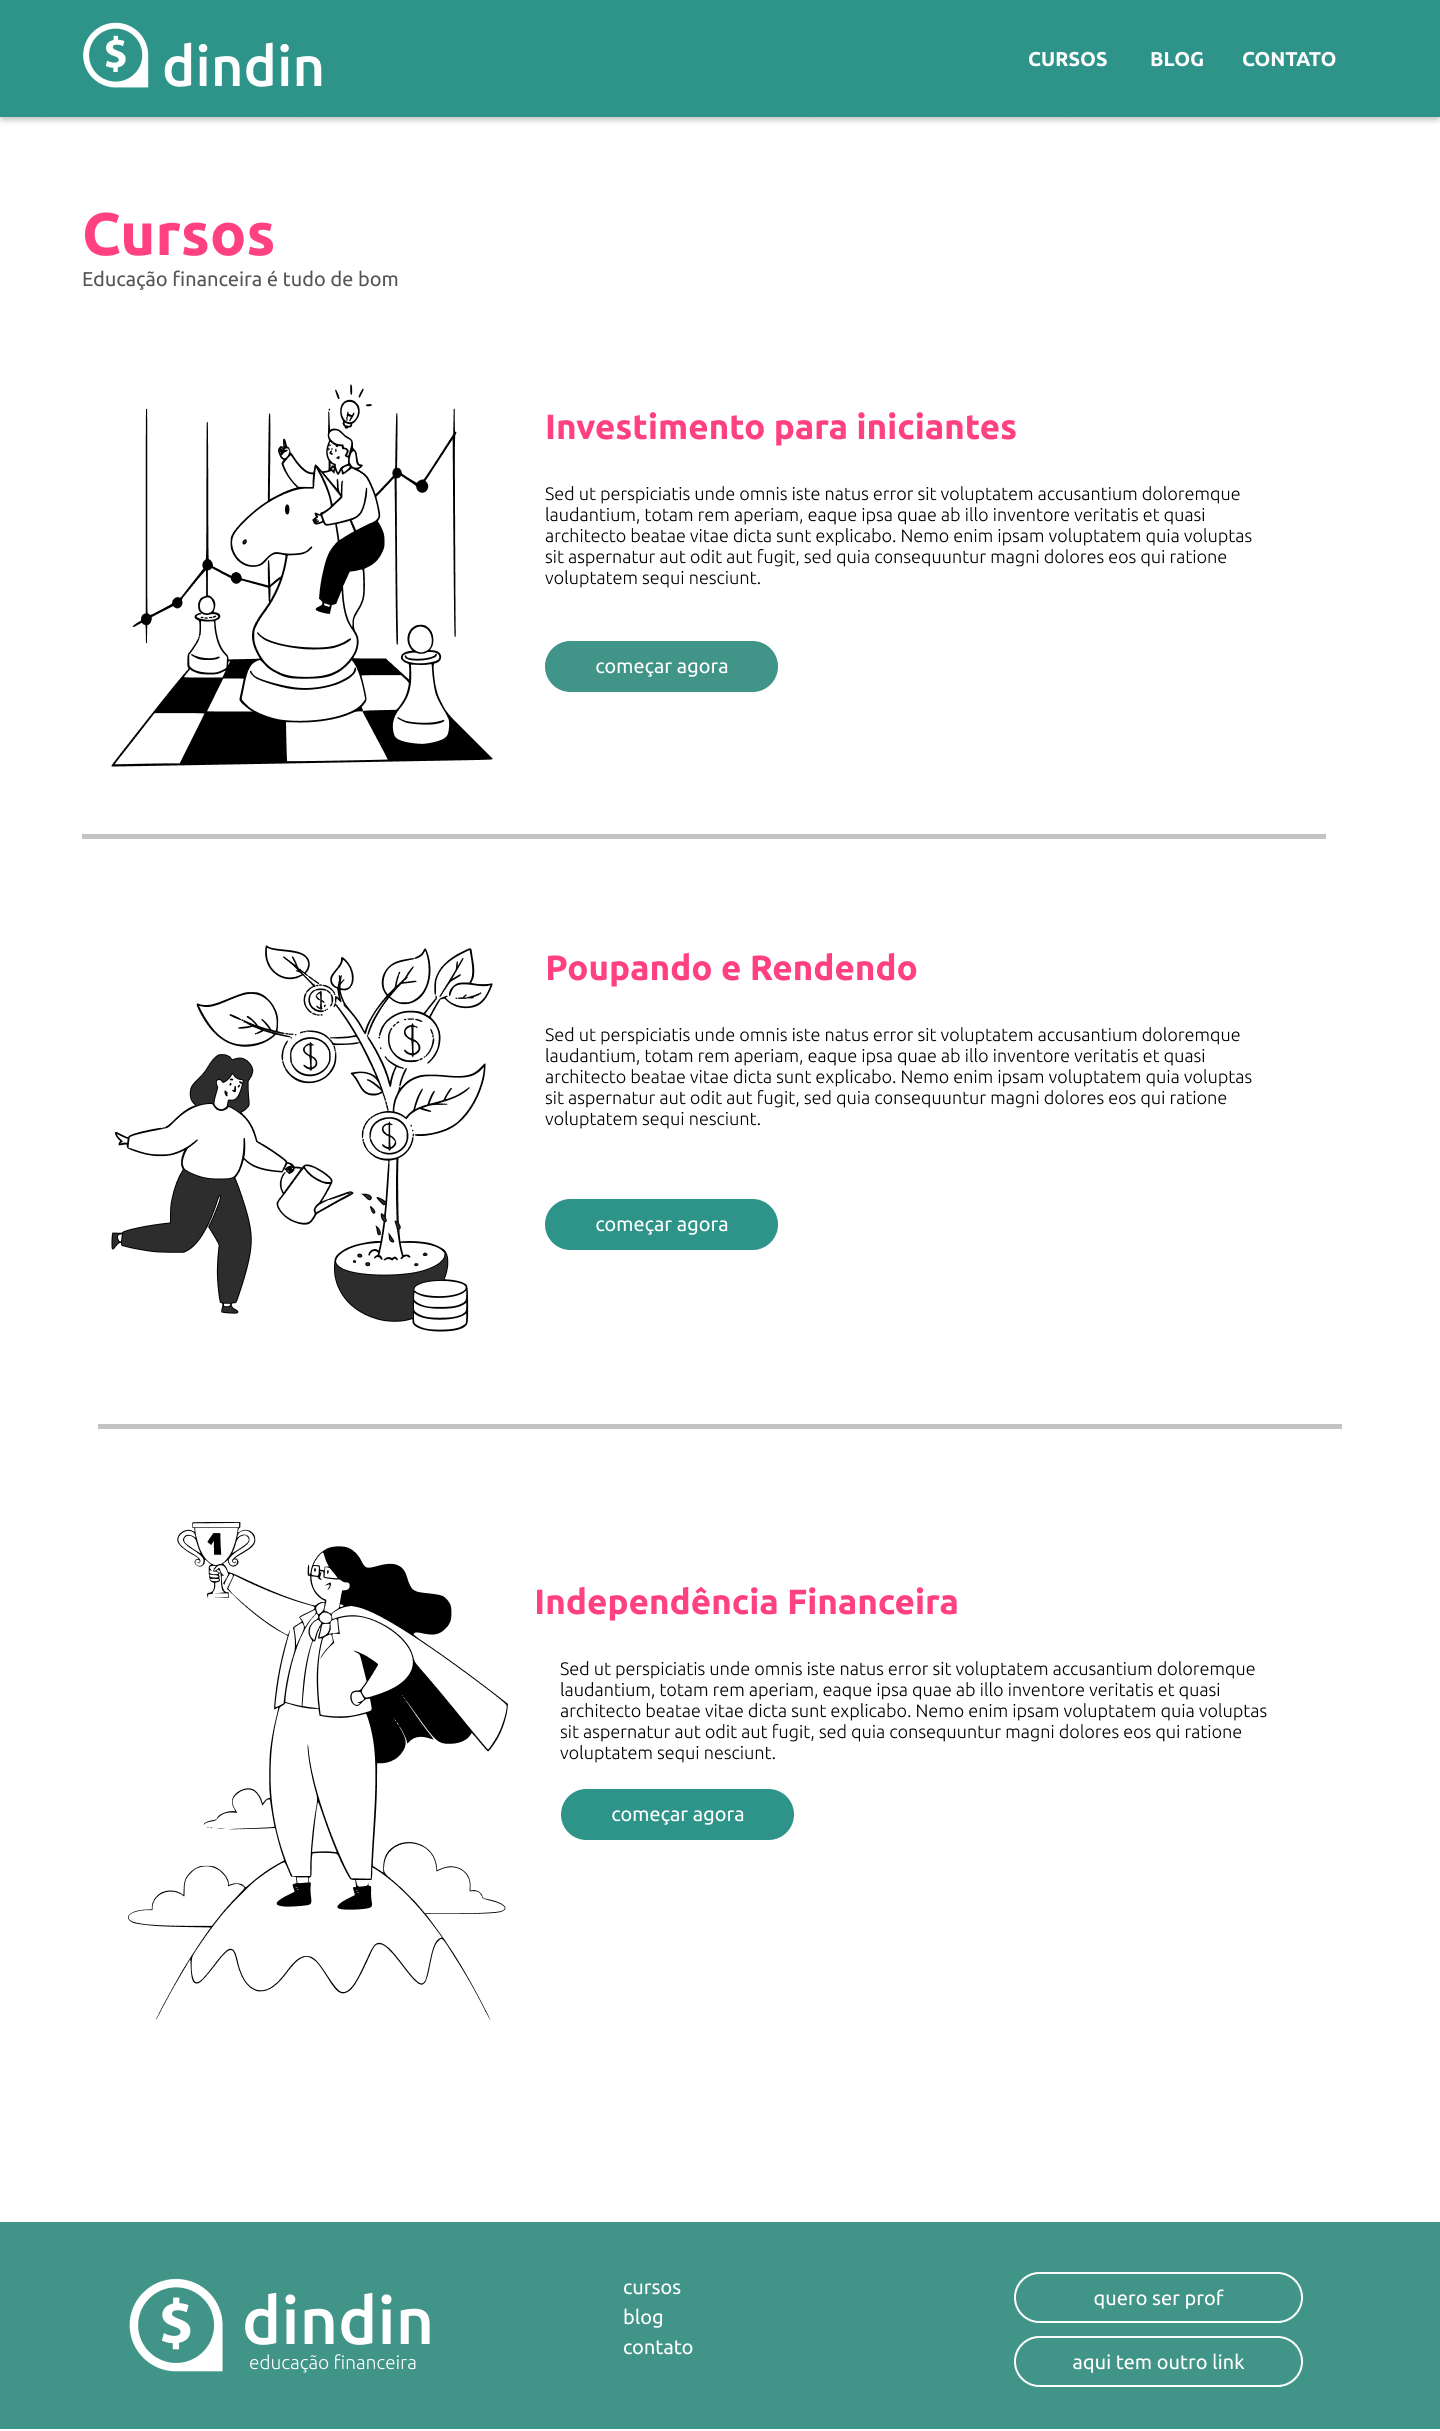 $ dindin
CURSOS BLOG CONTATO
Cursos
Educação financeira é tudo de bom
Investimento para iniciantes
Sed ut perspiciatis unde omnis iste natus error sit voluptatem accusantium doloremque
laudantium, totam rem aperiam, eaque ipsa quae ab illo inventore veritatis et quasi
architecto beatae vitae dicta sunt explicabo. Nemo enim ipsam voluptatem quia voluptas
sit aspernatur aut odit aut fugit, sed quia consequuntur magni dolores eos qui ratione
voluptatem sequi nesciunt.
começar agora
$
$
$
$
Poupando e Rendendo
Sed ut perspiciatis unde omnis iste natus error sit voluptatem accusantium doloremque
laudantium, totam rem aperiam, eaque ipsa quae ab illo inventore veritatis et quasi
architecto beatae vitae dicta sunt explicabo. Nemo enim ipsam voluptatem quia voluptas
sit aspernatur aut odit aut fugit, sed quia consequuntur magni dolores eos qui ratione
voluptatem sequi nesciunt.
começar agora
1
Independência Financeira
Sed ut perspiciatis unde omnis iste natus error sit voluptatem accusantium doloremque
laudantium, totam rem aperiam, eaque ipsa quae ab illo inventore veritatis et quasi
architecto beatae vitae dicta sunt explicabo. Nemo enim ipsam voluptatem quia voluptas
sit aspernatur aut odit aut fugit, sed quia consequuntur magni dolores eos qui ratione
voluptatem sequi nesciunt.
começar agora
$ dindin
educação financeira
cursos
blog
contato
quero ser prof
aqui tem outro link